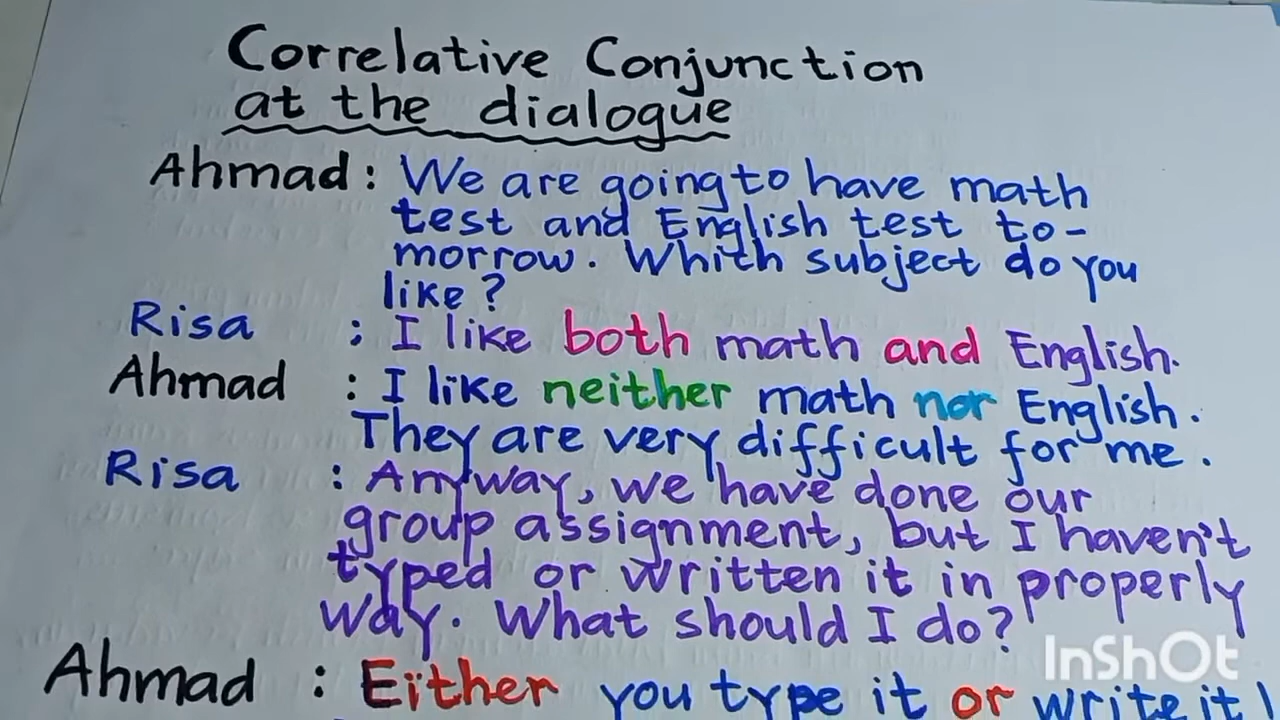 Correlative Conjunction
at the dialogue
Ahmad : We are going to have math
test and English test to-
morrow. Which subject do you
like?
Risa : I like both math and English.
Ahmad : I like neither math nor English.
They are very difficult for me.
Risa : Anyway, we have done our
group assignment, but I haven't
typed or written it in properly
way. What should I do?
Ahmad : Either you type it or write it!
InShOt